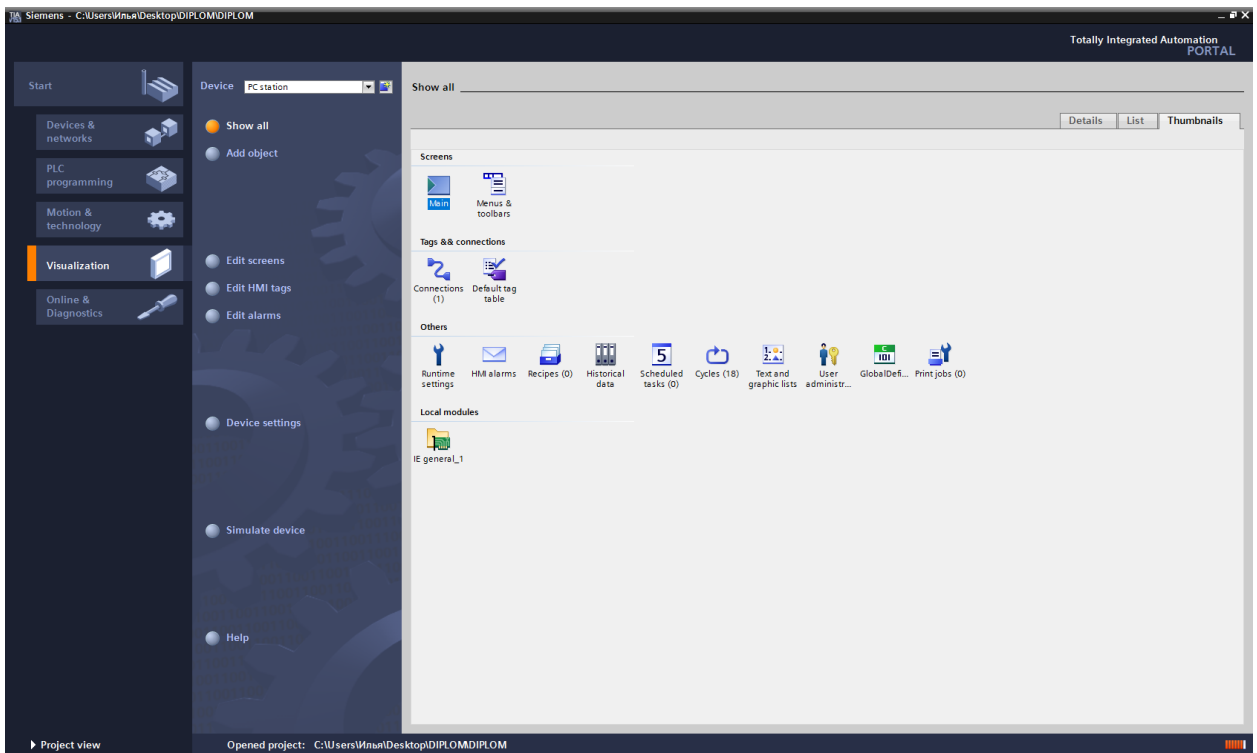 Siemens - C:\Users\Илья\Desktop\DIPLOM\DIPLOM
Totally Integrated Automation
PORTAL
Start
Devices &
networks
PLC
programming
Motion &
technology
Visualization
Online &
Diagnostics
Device PC station
Show all
Add object
Edit screens
Edit HMI tags
Edit alarms
Device settings
Simulate device
Help
Show all
Details List Thumbnails
Screens
Main
Menus &
toolbars
Tags && connections
Connections
(1)
Default tag
table
Others
Runtime
settings
HMI alarms
Recipes (0)
Historical
data
Scheduled
tasks (0)
Cycles (18)
Text and
graphic lists
User
administr...
GlobalDefi...
Print jobs (0)
Local modules
IE general_1
Project view
Opened project: C:\Users\Илья\Desktop\DIPLOM\DIPLOM